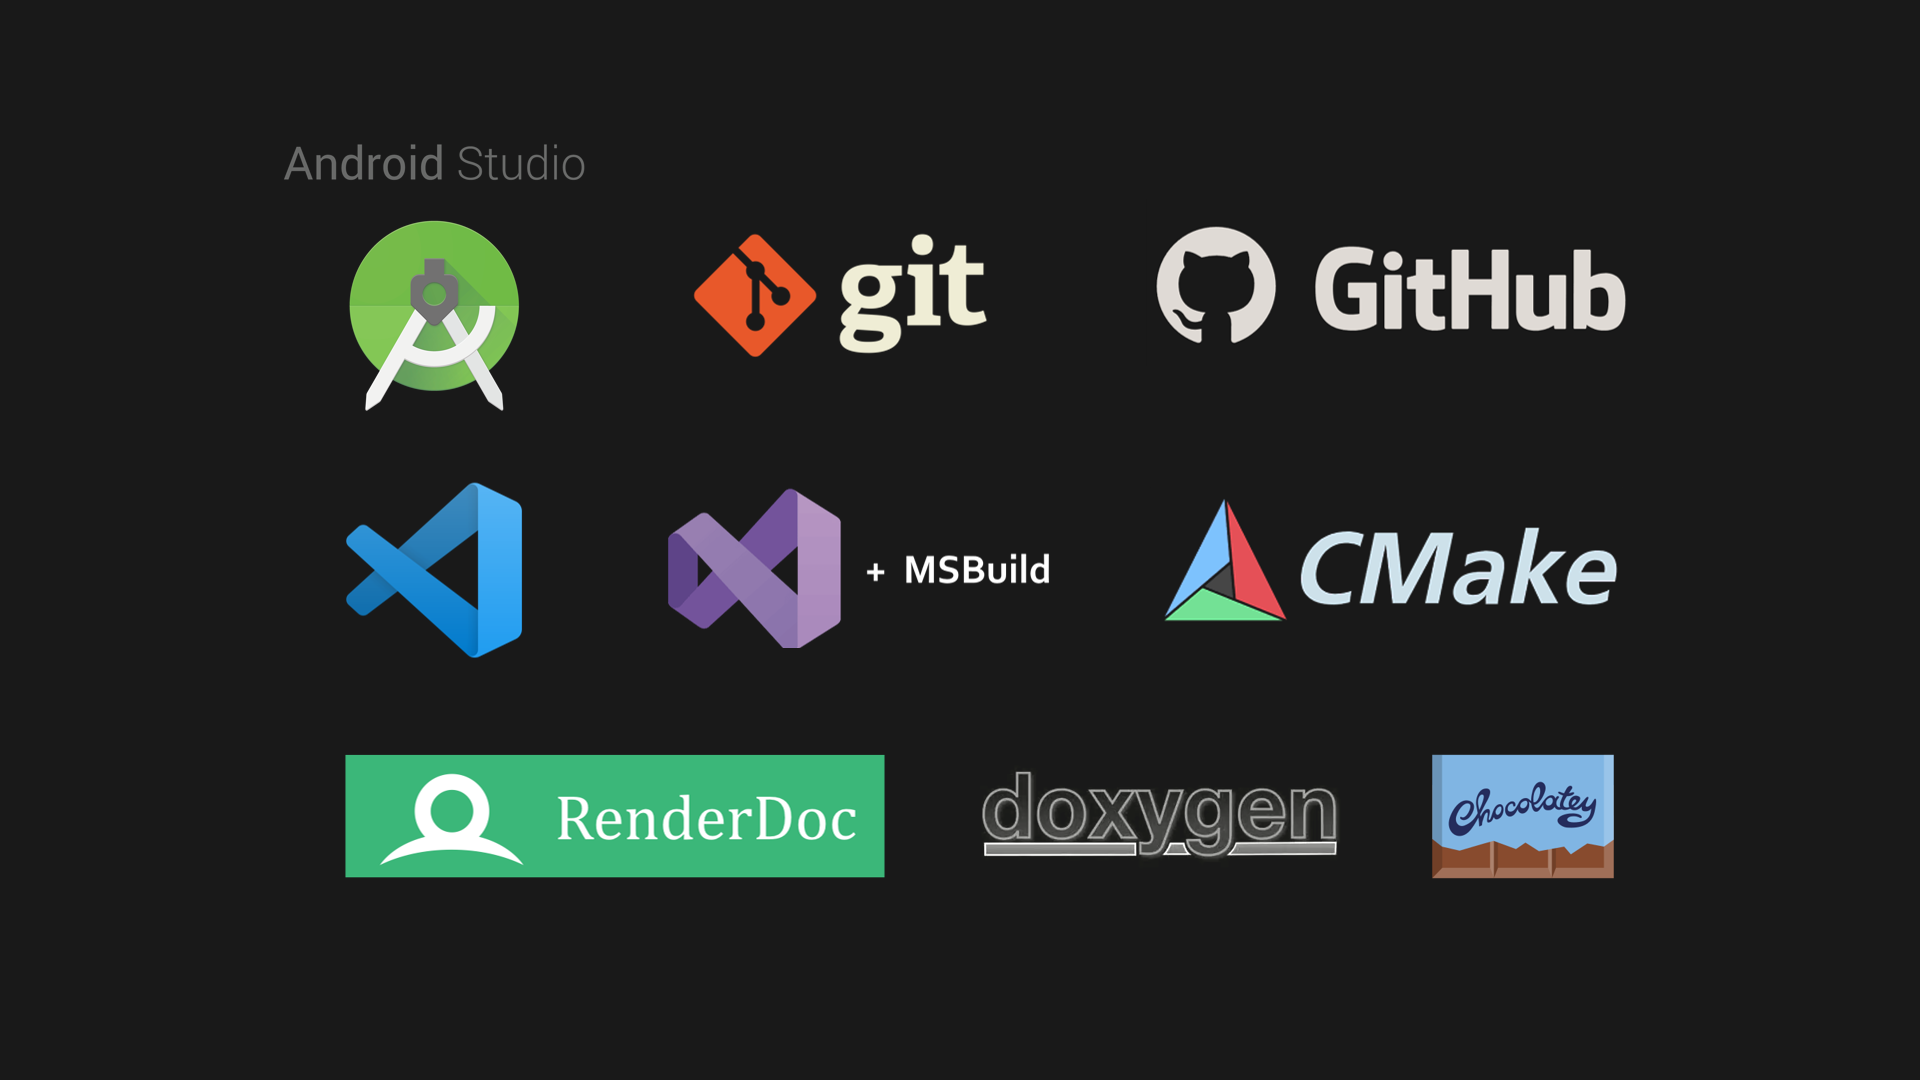 Android Studio
git
GitHub
+ MSBuild
CMake
RenderDoc
doxygen
Chocolatey